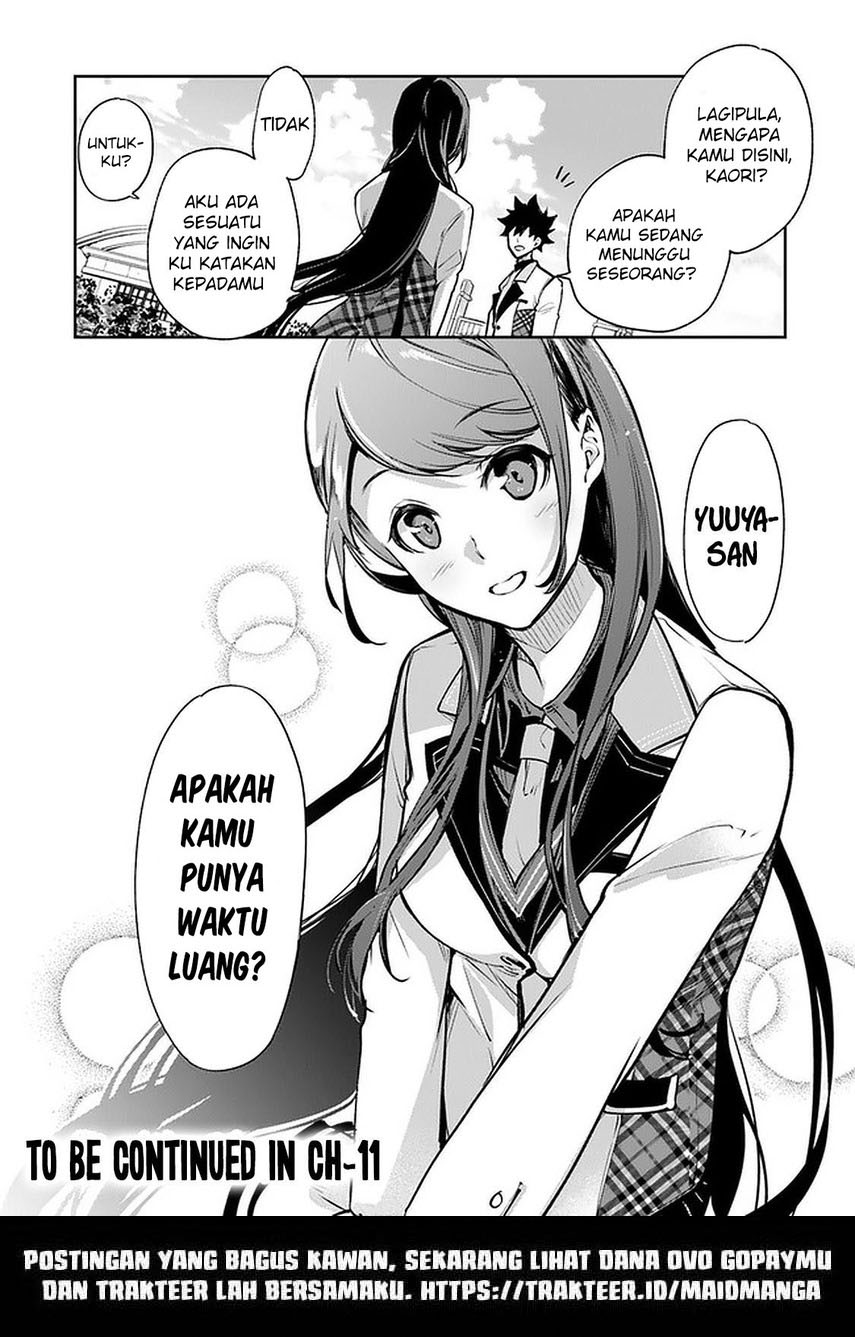 LAGIPULA,
MENGAPA
KAMU DISINI,
KAORI?
APAKAH
KAMU SEDANG
MENUNGGU
SESEORANG?
TIDAK
AKU ADA
SESUATU
YANG INGIN
KU KATAKAN
KEPADAMU
UNTUK-
KU?
YUUYA-
SAN
APAKAH
KAMU
PUNYA
WAKTU
LUANG?
TO BE CONTINUED IN CH-11
POSTINGAN YANG BAGUS KAWAN, SEKARANG LIHAT DANA OVO GOPAYMU
DAN TRAKTEER LAH BERSAMAKU. HTTPS://TRAKTEER.ID/MAIDMANGA